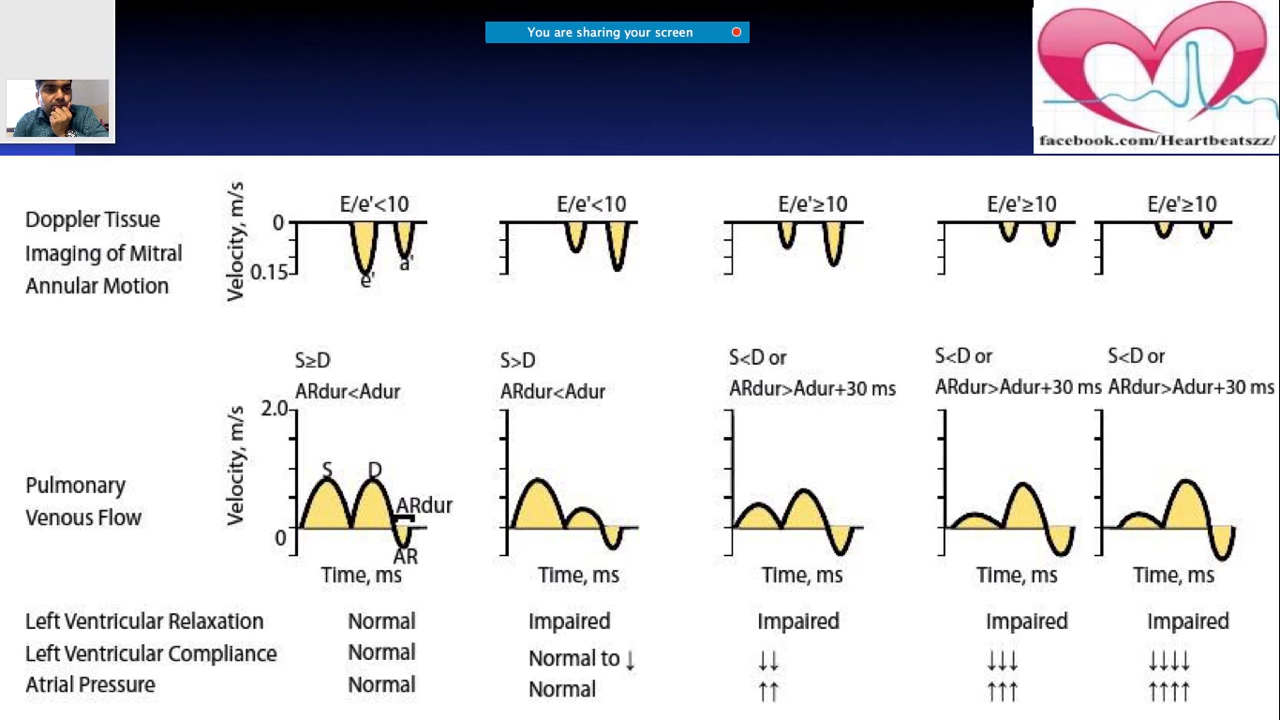 You are sharing your screen
facebook.com/Heartbeatszz/
Doppler Tissue
Imaging of Mitral
Annular Motion
Velocity, m/s
0
0.15
E/e'<10
e'
a'
E/e'<10
E/e'≥10
E/e'≥10
E/e'≥10
Pulmonary
Venous Flow
Velocity, m/s
2.0
0
S≥D
ARdur<Adur
S
D
ARdur
AR
Time, ms
S>D
ARdur<Adur
Time, ms
S<D or
ARdur>Adur+30 ms
Time, ms
S<D or
ARdur>Adur+30 ms
Time, ms
S<D or
ARdur>Adur+30 ms
Time, ms
Left Ventricular Relaxation Normal Impaired Impaired Impaired Impaired
Left Ventricular Compliance Normal Normal to ↓ ↓↓ ↓↓↓ ↓↓↓↓
Atrial Pressure Normal Normal ↑↑ ↑↑↑ ↑↑↑↑